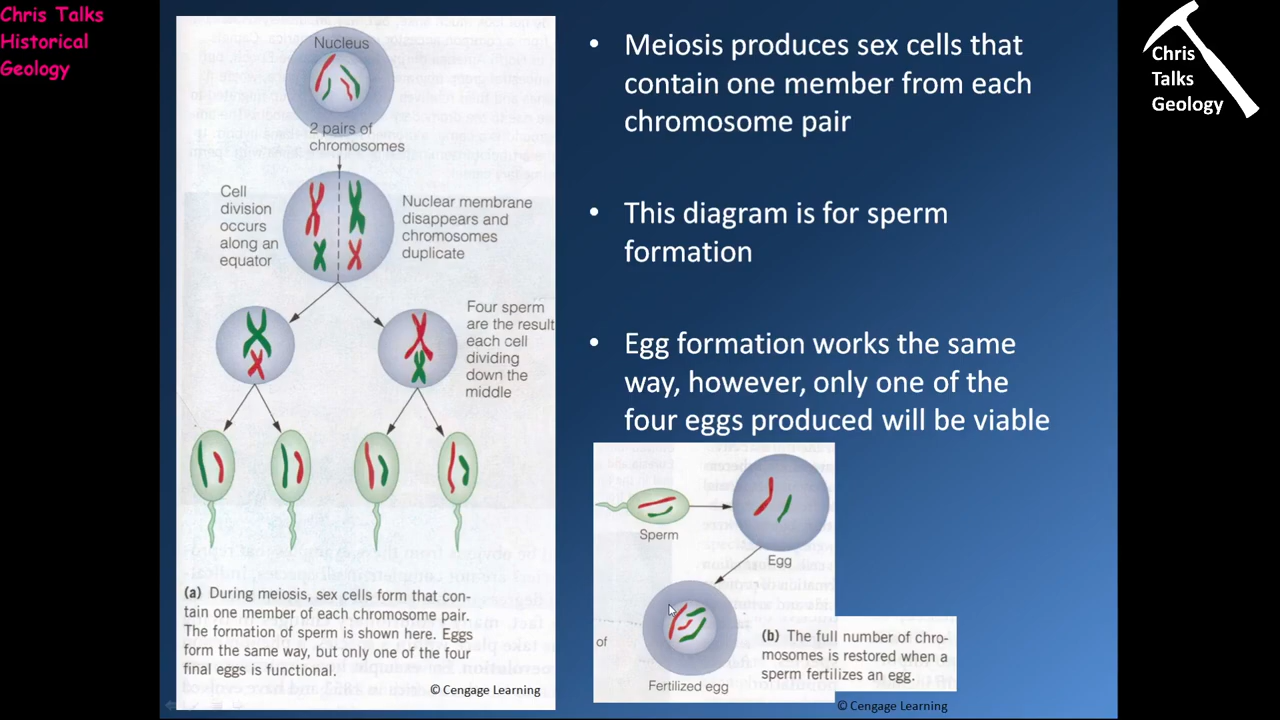 Chris Talks
Historical
Geology
Nucleus
2 pairs of
chromosomes
Cell
division
occurs
along an
equator
Nuclear membrane
disappears and
chromosomes
duplicate
Four sperm
are the result
each cell
dividing
down the
middle
(a) During meiosis, sex cells form that con-
tain one member of each chromosome pair.
The formation of sperm is shown here. Eggs
form the same way, but only one of the four
final eggs is functional.
© Cengage Learning
• Meiosis produces sex cells that
contain one member from each
chromosome pair
• This diagram is for sperm
formation
• Egg formation works the same
way, however, only one of the
four eggs produced will be viable
Sperm
Egg
of
Fertilized egg
(b) The full number of chro-
mosomes is restored when a
sperm fertilizes an egg.
© Cengage Learning
Chris
Talks
Geology